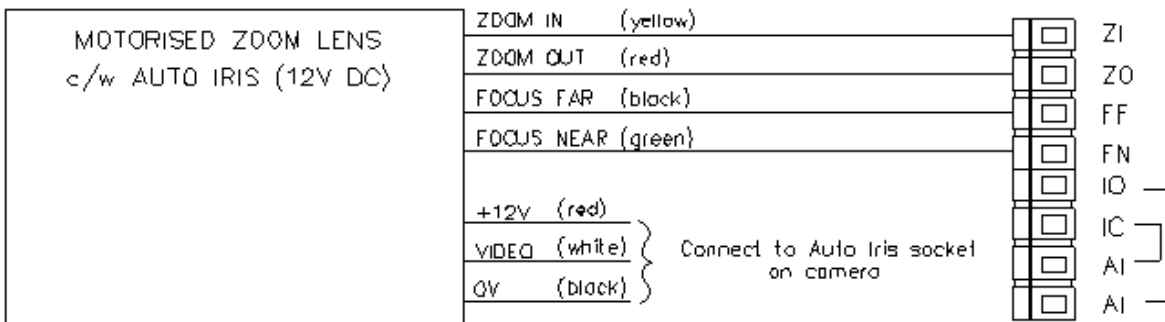 MOTORISED ZOOM LENS
c/w AUTO IRIS (12V DC)
ZOOM IN (yellow)
ZOOM OUT (red)
FOCUS FAR (black)
FOCUS NEAR (green)
+12V (red)
VIDEO (white)
0V (black)
Connect to Auto Iris socket
on camera
ZI
ZO
FF
FN
IO
IC
AI
AI